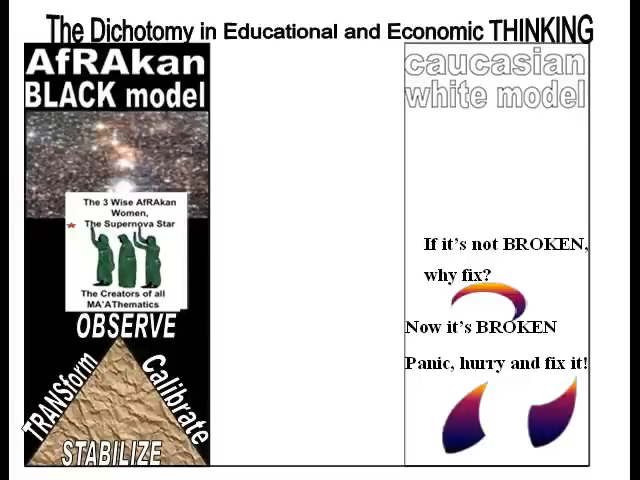 The Dichotomy in Educational and Economic THINKING
AfRAkan
BLACK model
The 3 Wise AfRAkan
Women,
The Supernova Star
The Creators of all
MA'AThematics
OBSERVE
TRANSform
Calibrate
STABILIZE
caucasian
white model
If it's not BROKEN,
why fix?
Now it's BROKEN
Panic, hurry and fix it!